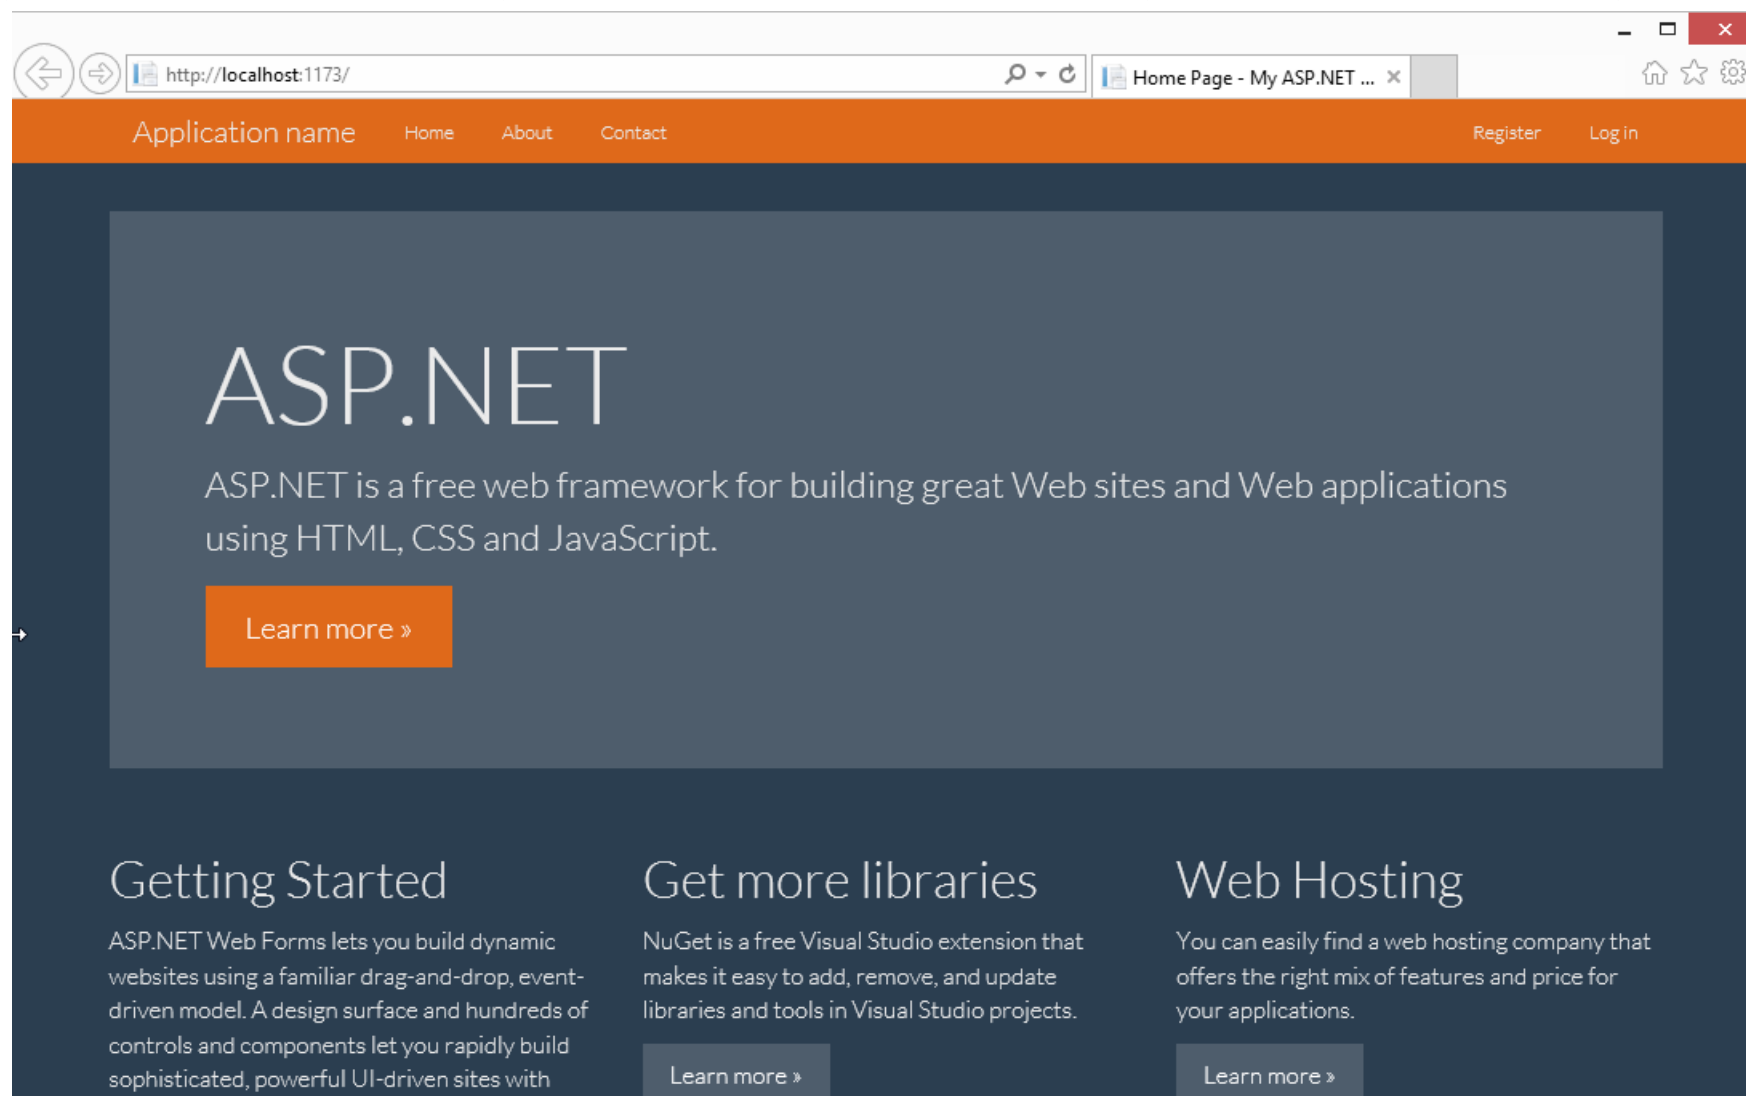 http://localhost:1173/
Home Page - My ASP.NET ...
Application name Home About Contact Register Log in
ASP.NET
ASP.NET is a free web framework for building great Web sites and Web applications
using HTML, CSS and JavaScript.
Learn more »
Getting Started
ASP.NET Web Forms lets you build dynamic
websites using a familiar drag-and-drop, event-
driven model. A design surface and hundreds of
controls and components let you rapidly build
sophisticated, powerful UI-driven sites with
Get more libraries
NuGet is a free Visual Studio extension that
makes it easy to add, remove, and update
libraries and tools in Visual Studio projects.
Learn more »
Web Hosting
You can easily find a web hosting company that
offers the right mix of features and price for
your applications.
Learn more »